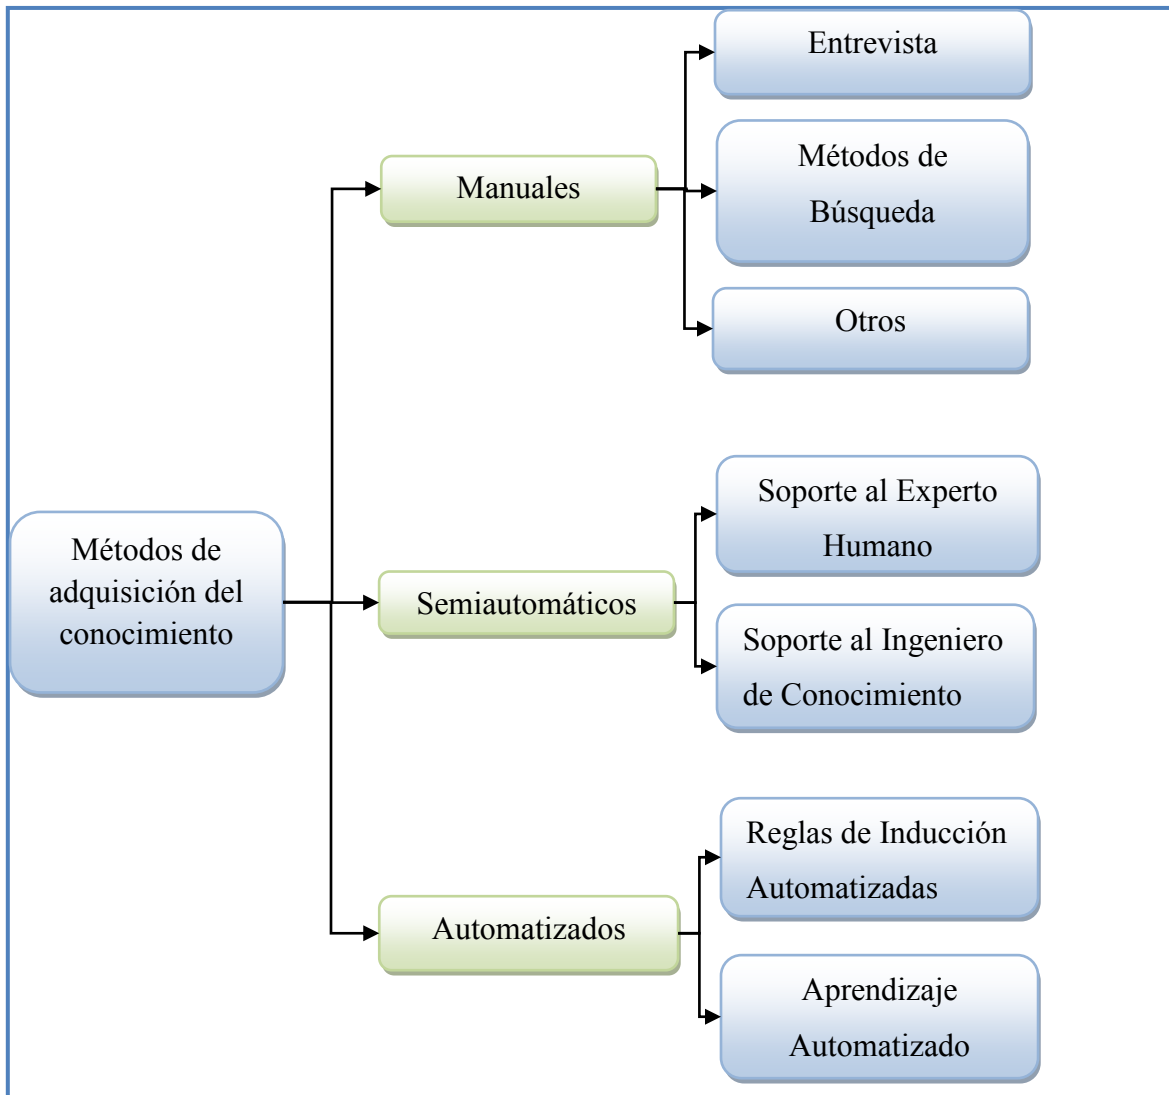 Métodos de
adquisición del
conocimiento
Manuales
Entrevista
Métodos de
Búsqueda
Otros
Semiautomáticos
Soporte al Experto
Humano
Soporte al Ingeniero
de Conocimiento
Automatizados
Reglas de Inducción
Automatizadas
Aprendizaje
Automatizado